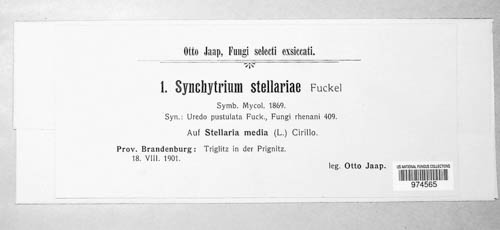 Otto Jaap, Fungi selecti exsiccati.
1. Synchytrium stellariae Fuckel
Symb. Mycol. 1869.
Syn.: Uredo pustulata Fuck., Fungi rhenani 409.
Auf Stellaria media (L.) Cirillo.
Prov. Brandenburg: Triglitz in der Prignitz.
18. VIII. 1901.
leg. Otto Jaap.
US NATIONAL FUNGUS COLLECTIONS
974565